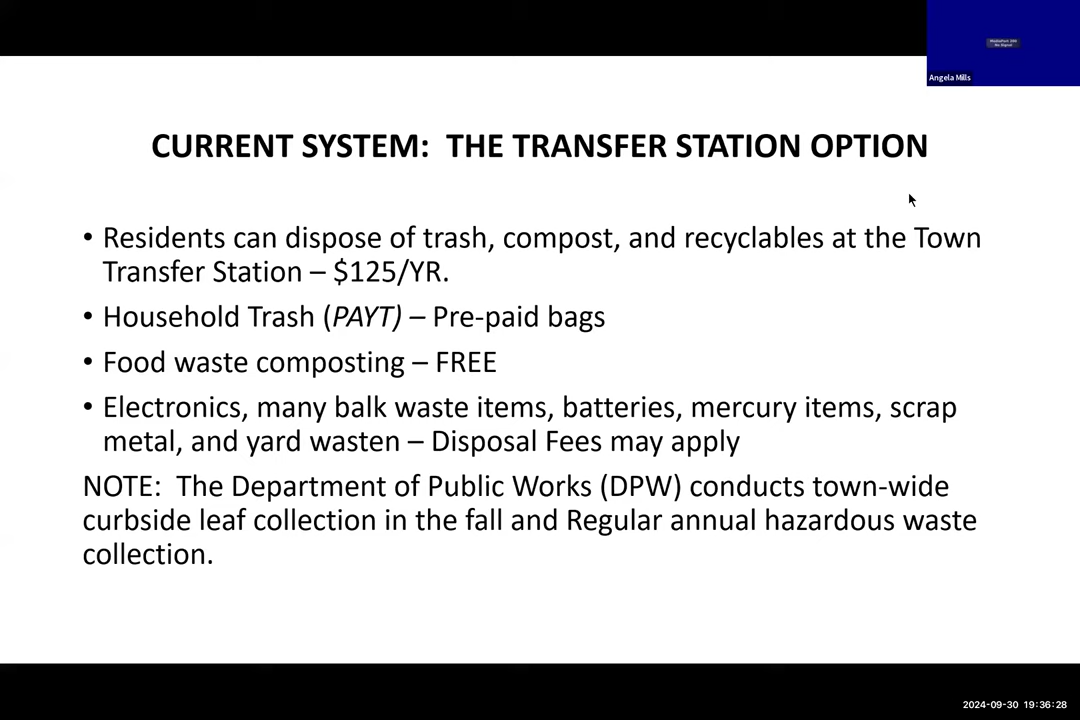 Angela Mills
CURRENT SYSTEM:  THE TRANSFER STATION OPTION
• Residents can dispose of trash, compost, and recyclables at the Town
Transfer Station – $125/YR.
• Household Trash (PAYT) – Pre-paid bags
• Food waste composting – FREE
• Electronics, many balk waste items, batteries, mercury items, scrap
metal, and yard wasten – Disposal Fees may apply
NOTE:  The Department of Public Works (DPW) conducts town-wide
curbside leaf collection in the fall and Regular annual hazardous waste
collection.
2024-09-30  19:36:28